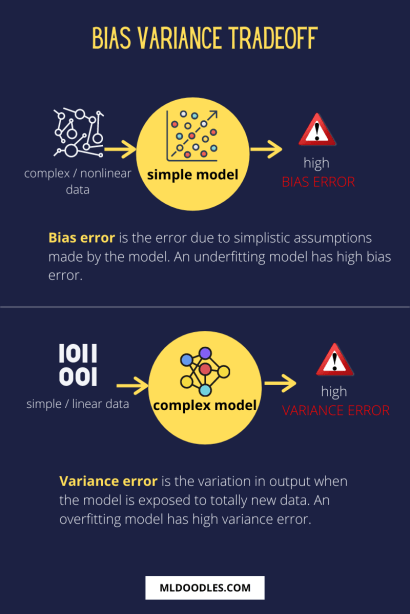 BIAS VARIANCE TRADEOFF
complex / nonlinear
data
simple model
high
BIAS ERROR
Bias error is the error due to simplistic assumptions
made by the model. An underfitting model has high bias
error.
1011
001
simple / linear data
complex model
high
VARIANCE ERROR
Variance error is the variation in output when
the model is exposed to totally new data. An
overfitting model has high variance error.
MLDOODLES.COM